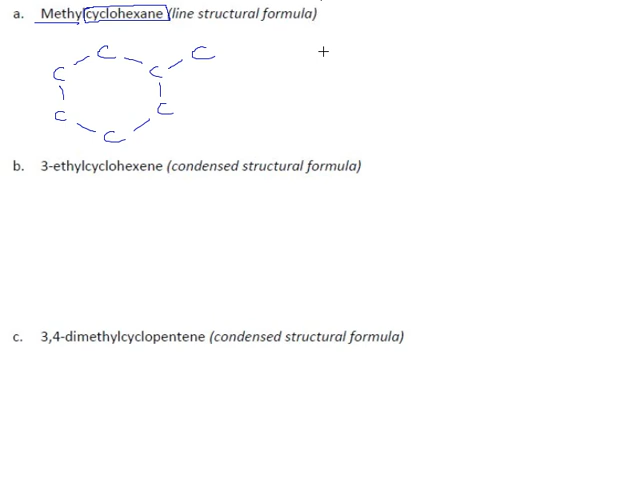 a. Methylcyclohexane (line structural formula)
C C
C C
C C
C
b. 3-ethylcyclohexene (condensed structural formula)
c. 3,4-dimethylcyclopentene (condensed structural formula)